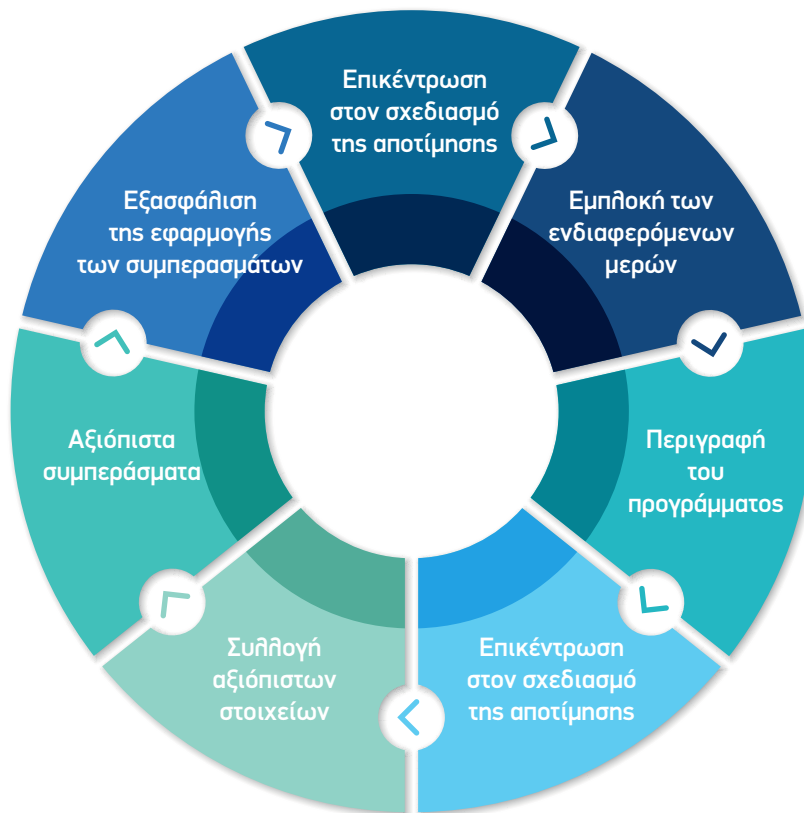 Επικέντρωση
στον σχεδιασμό
της αποτίμησης
Εμπλοκή των
ενδιαφερόμενων
μερών
Περιγραφή
του
προγράμματος
Επικέντρωση
στον σχεδιασμό
της αποτίμησης
Συλλογή
αξιόπιστων
στοιχείων
Αξιόπιστα
συμπεράσματα
Εξασφάλιση
της εφαρμογής
των συμπερασμάτων